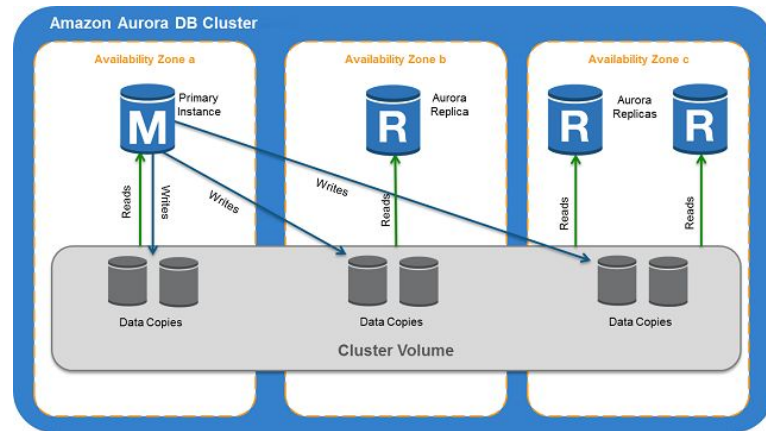 Amazon Aurora DB Cluster
Availability Zone a
Availability Zone b
Availability Zone c
M
Primary
Instance
R
Aurora
Replica
R
Aurora
Replicas
R
Reads
Writes
Writes
Reads
Writes
Reads
Reads
Data Copies
Data Copies
Data Copies
Cluster Volume